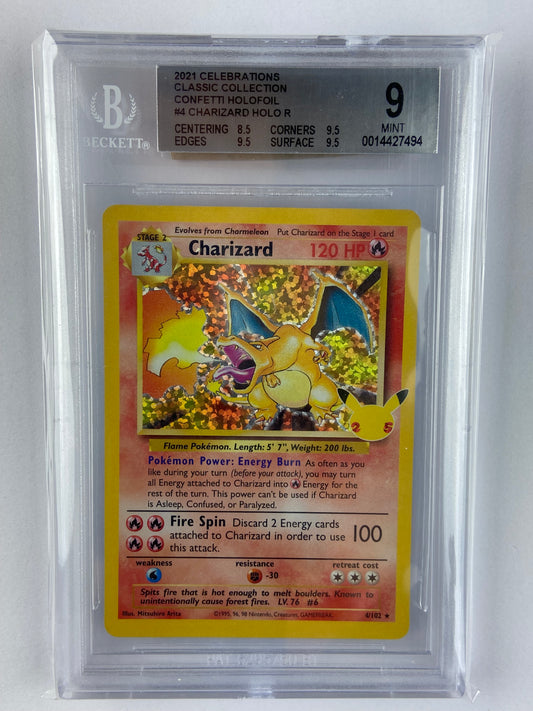 2021 CELEBRATIONS
CLASSIC COLLECTION
CONFETTI HOLOFOIL
#4 CHARIZARD HOLO R
CENTERING 8.5 CORNERS 9.5
EDGES 9.5 SURFACE 9.5
9
MINT
0014427494
B
BECKETT®
Evolves from Charmeleon Put Charizard on the Stage 1 card
STAGE 2
Charizard 120 HP
25
Flame Pokémon. Length: 5' 7", Weight: 200 lbs.
Pokémon Power: Energy Burn As often as you
like during your turn (before your attack), you may turn
all Energy attached to Charizard into Energy for the
rest of the turn. This power can't be used if Charizard
is Asleep, Confused, or Paralyzed.
Fire Spin Discard 2 Energy cards
attached to Charizard in order to use
this attack.
100
weakness resistance retreat cost
-30
Spits fire that is hot enough to melt boulders. Known to
unintentionally cause forest fires. LV. 76 #6
Illus. Mitsuhiro Arita ©1995, 96, 98 Nintendo, Creatures, GAMEFREAK. 4/102 ★